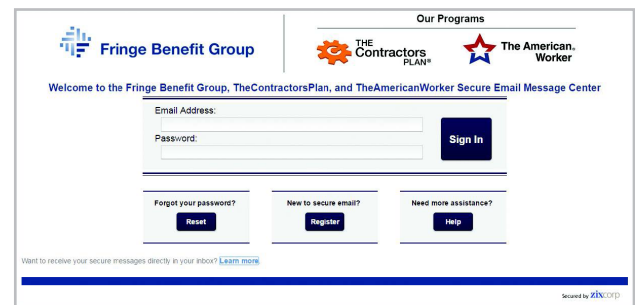 Our Programs
Fringe Benefit Group
THE
Contractors
PLAN®
The American®
Worker
Welcome to the Fringe Benefit Group, TheContractorsPlan, and TheAmericanWorker Secure Email Message Center
Email Address:
Password:
Sign In
Forgot your password?
New to secure email?
Need more assistance?
Reset
Register
Help
Want to receive your secure messages directly in your inbox? Learn more
Secured by zixcorp